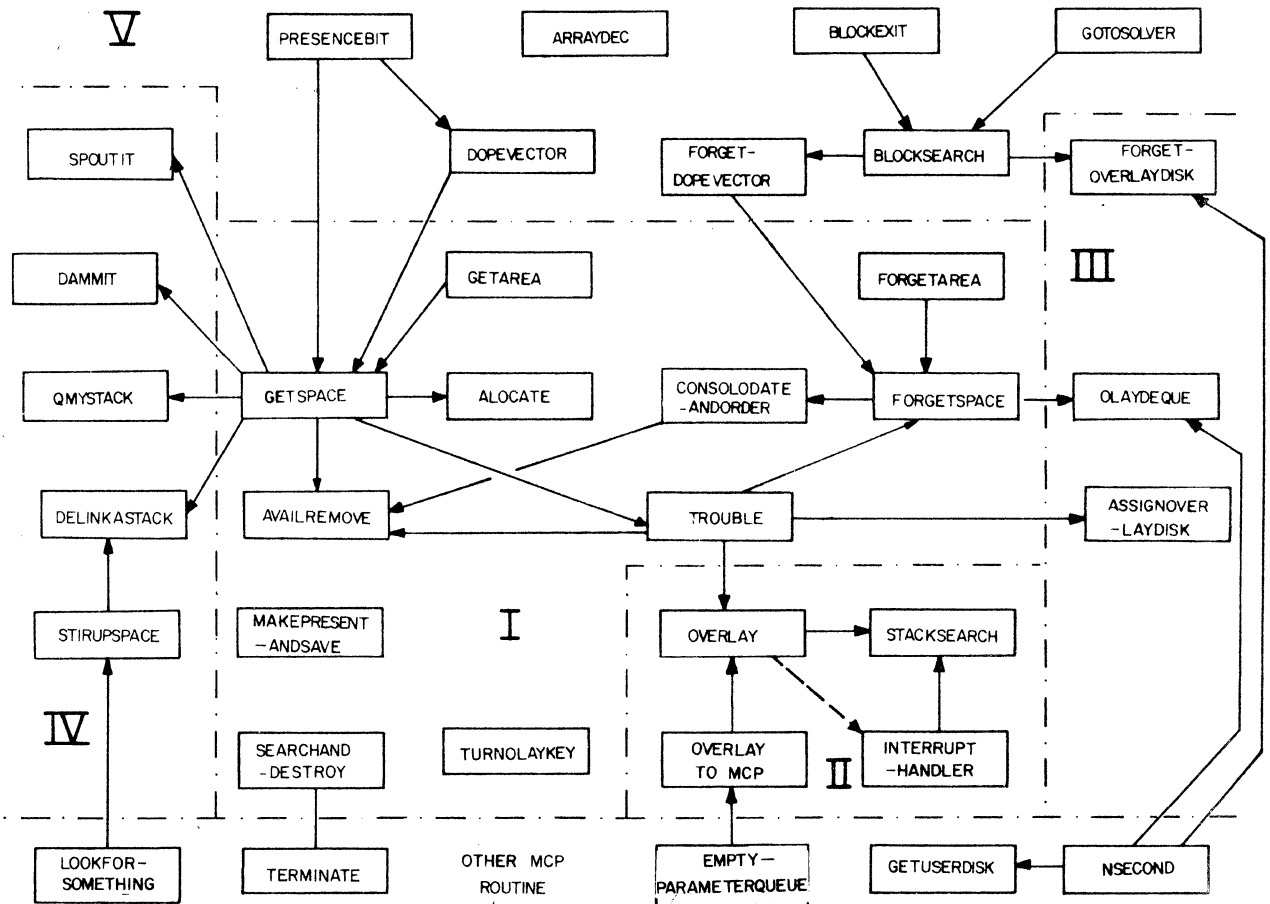 V
PRESENCEBIT
ARRAYDEC
BLOCKEXIT
GOTOSOLVER
SPOUTIT
DOPEVECTOR
FORGET-
DOPEVECTOR
BLOCKSEARCH
FORGET-
OVERLAYDISK
DAMMIT
GETAREA
FORGETAREA
III
QMYSTACK
GETSPACE
ALOCATE
CONSOLODATE
-ANDORDER
FORGETSPACE
OLAYDEQUE
DELINKASTACK
AVAILREMOVE
TROUBLE
ASSIGNOVER
-LAYDISK
STIRUPSPACE
MAKEPRESENT
-ANDSAVE
I
OVERLAY
STACKSEARCH
IV
SEARCHAND
-DESTROY
TURNOLAYKEY
OVERLAY
TO MCP
II
INTERRUPT
-HANDLER
LOOKFOR-
SOMETHING
TERMINATE
OTHER MCP
ROUTINE
EMPTY-
PARAMETERQUEUE
GETUSERDISK
NSECOND